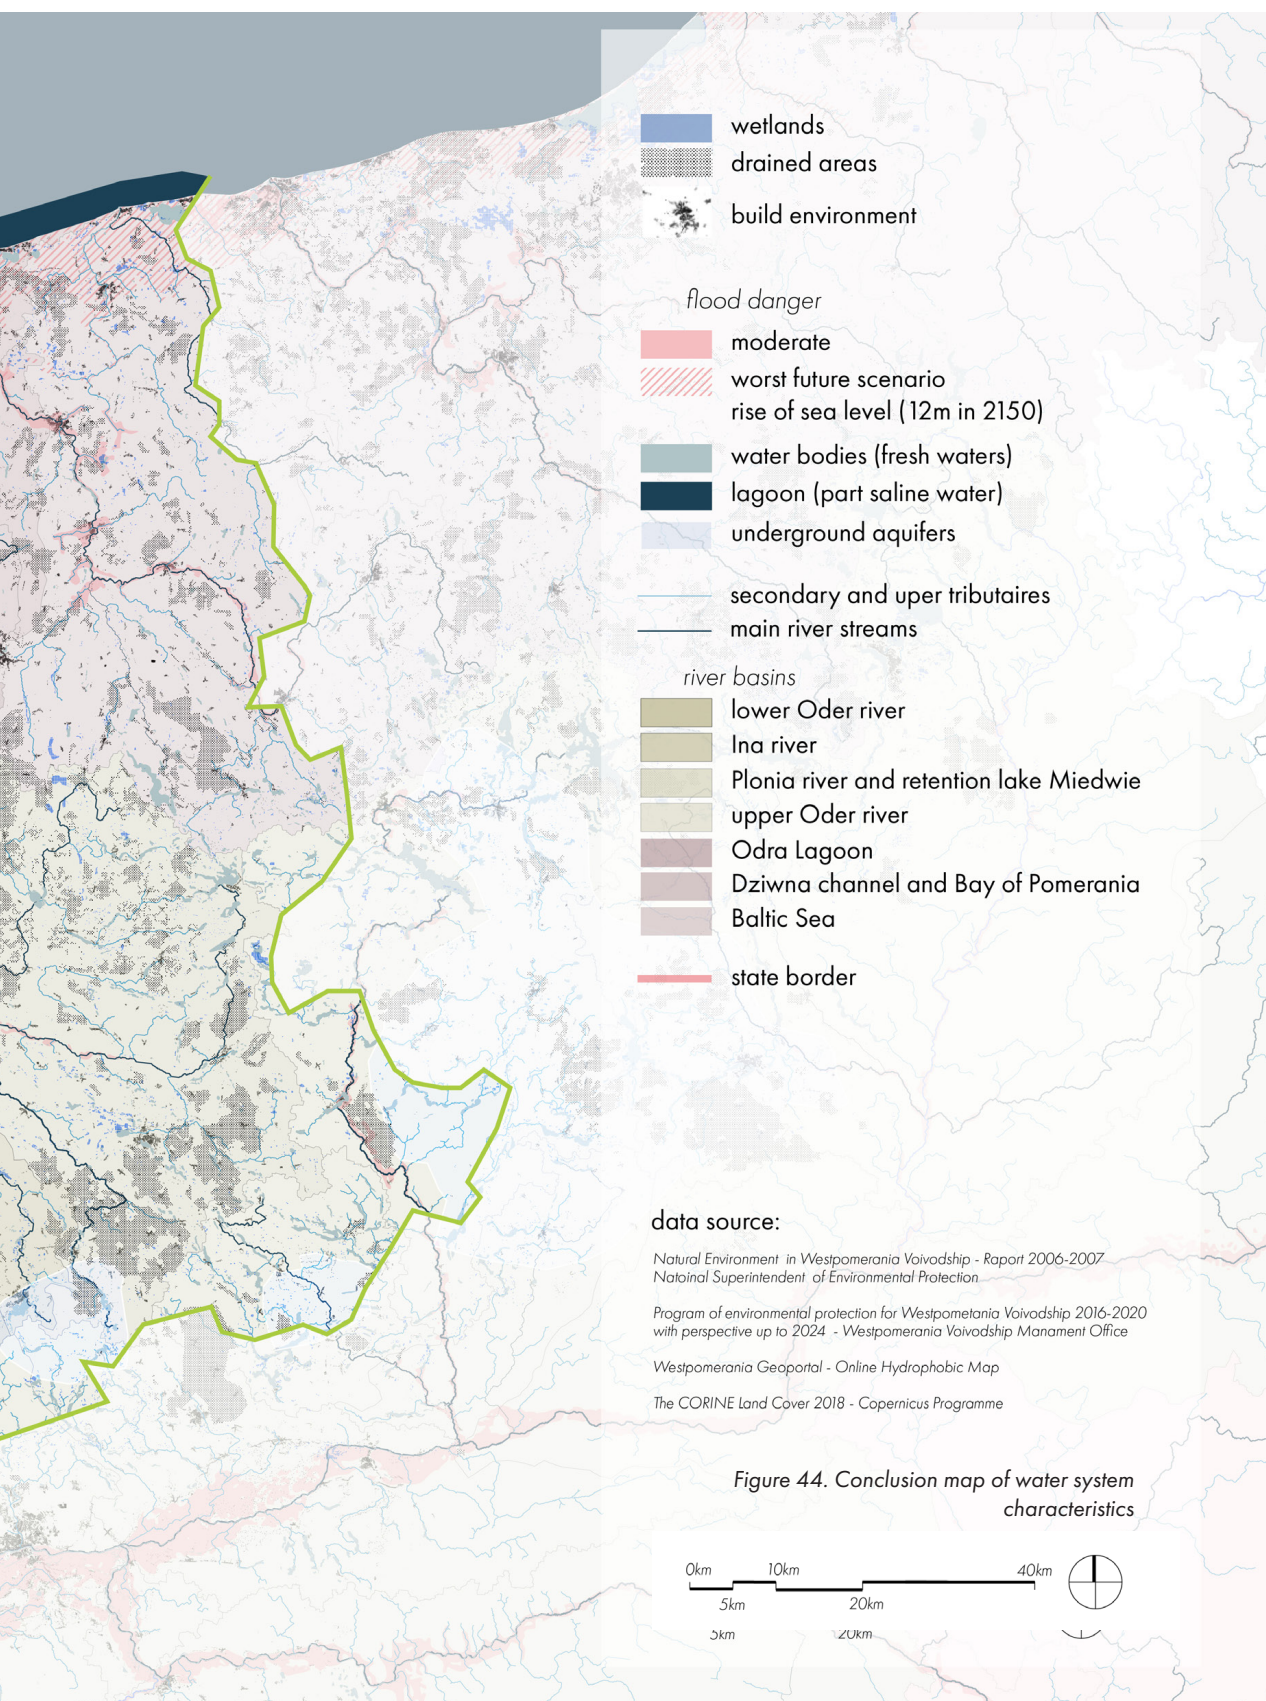 wetlands
drained areas
build environment
flood danger
moderate
worst future scenario
rise of sea level (12m in 2150)
water bodies (fresh waters)
lagoon (part saline water)
underground aquifers
secondary and uper tributaires
main river streams
river basins
lower Oder river
Ina river
Plonia river and retention lake Miedwie
upper Oder river
Odra Lagoon
Dziwna channel and Bay of Pomerania
Baltic Sea
state border
data source:
Natural Environment in Westpomerania Voivodship - Raport 2006-2007
Natoinal Superintendent of Environmental Protection
Program of environmental protection for Westpometania Voivodship 2016-2020
with perspective up to 2024 - Westpomerania Voivodship Manament Office
Westpomerania Geoportal - Online Hydrophobic Map
The CORINE Land Cover 2018 - Copernicus Programme
Figure 44. Conclusion map of water system
characteristics
0km 10km 40km
5km 20km
5km 20km